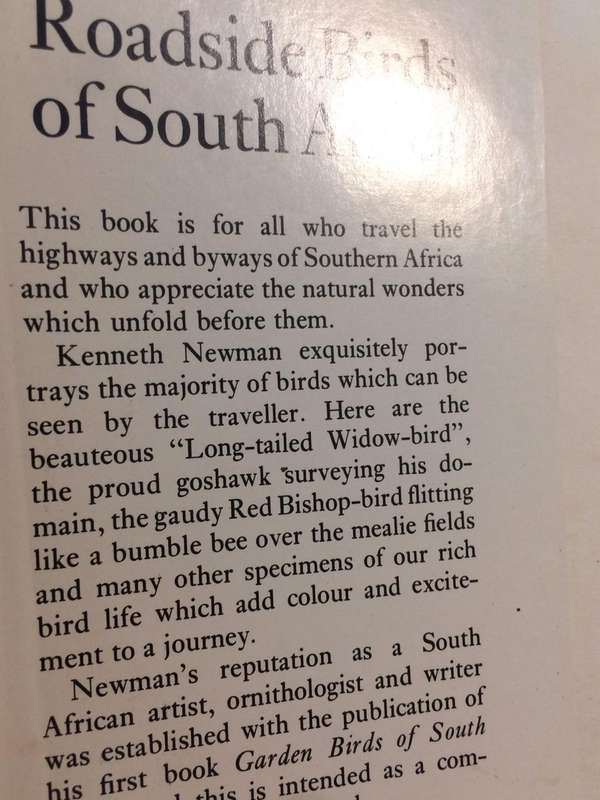 Roadside Birds
of South
This book is for all who travel the
highways and byways of Southern Africa
and who appreciate the natural wonders
which unfold before them.
Kenneth Newman exquisitely por-
trays the majority of birds which can be
seen by the traveller. Here are the
beauteous "Long-tailed Widow-bird",
the proud goshawk surveying his do-
main, the gaudy Red Bishop-bird flitting
like a bumble bee over the mealie fields
and many other specimens of our rich
bird life which add colour and excite-
ment to a journey.
Newman's reputation as a South
African artist, ornithologist and writer
was established with the publication of
his first book Garden Birds of South
this is intended as a com-